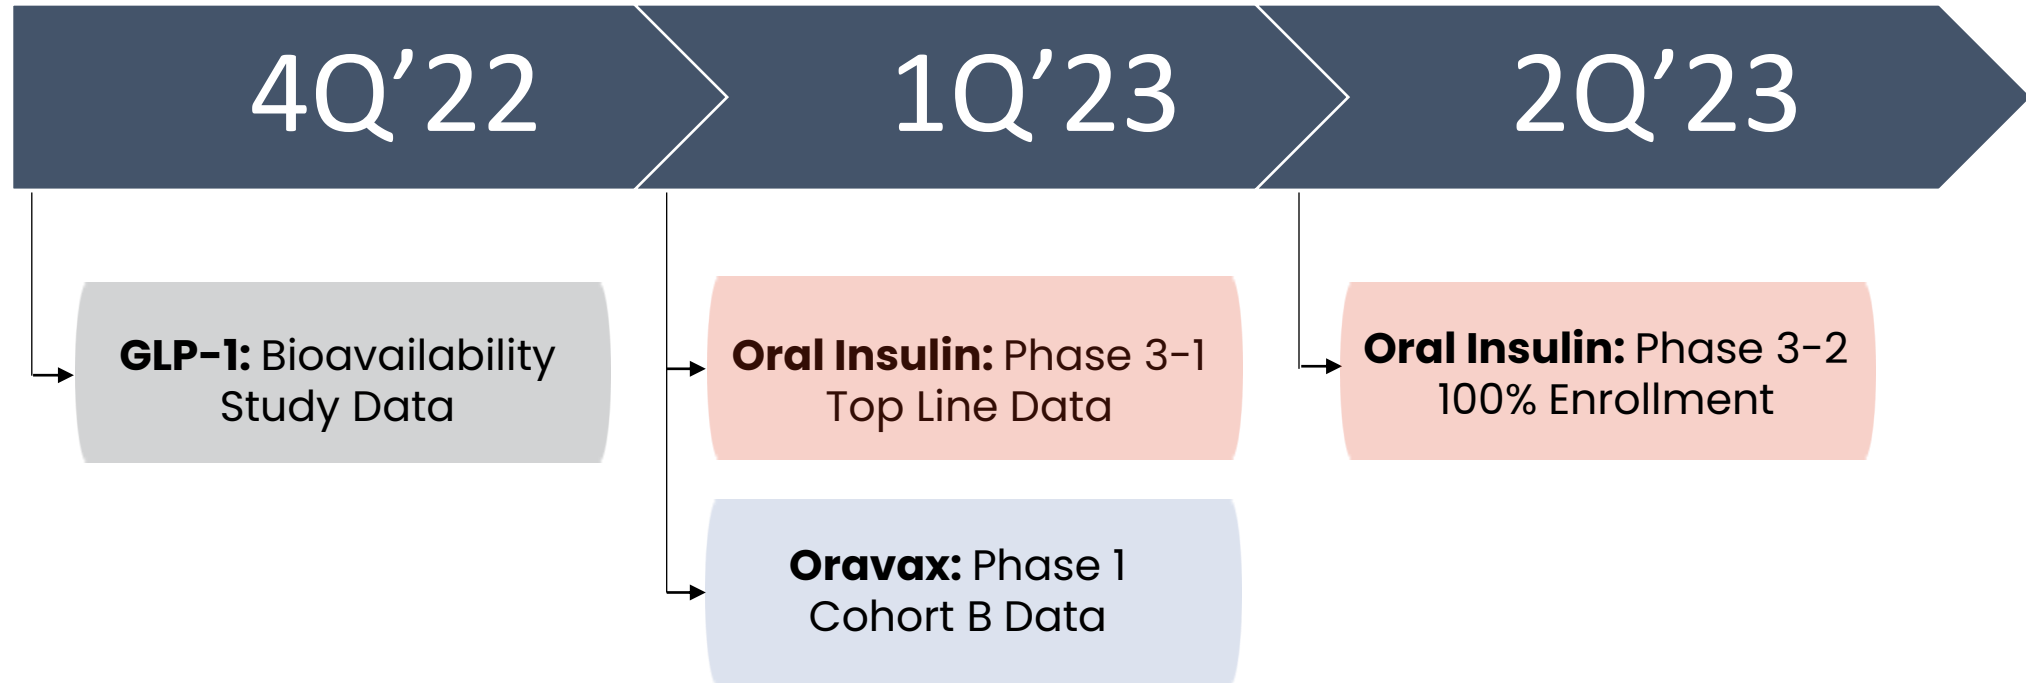 4Q’22
1Q’23
2Q’23
GLP-1: Bioavailability
Study Data
Oral Insulin: Phase 3-1
Top Line Data
Oravax: Phase 1
Cohort B Data
Oral Insulin: Phase 3-2
100% Enrollment